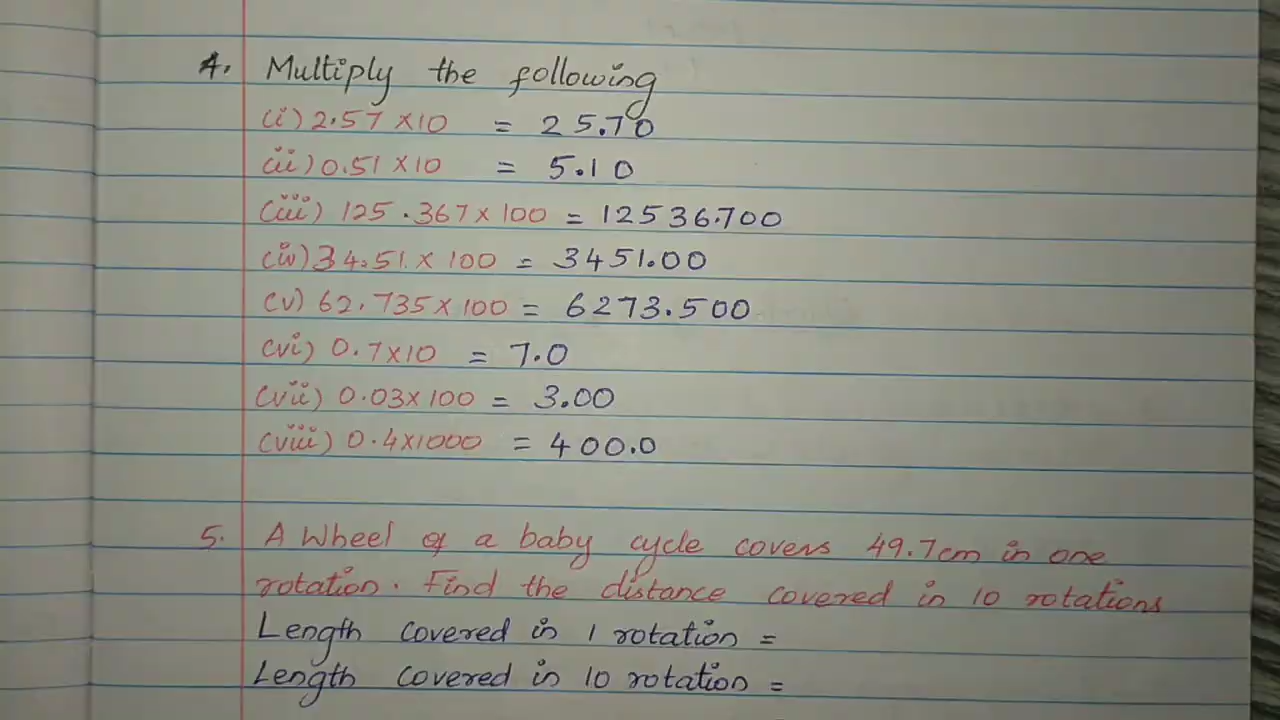 4. Multiply the following
(i) 2.57 × 10 = 25.70
(ii) 0.51 × 10 = 5.10
(iii) 125.367 × 100 = 12536.700
(iv) 34.51 × 100 = 3451.00
(v) 62.735 × 100 = 6273.500
(vi) 0.7 × 10 = 7.0
(vii) 0.03 × 100 = 3.00
(viii) 0.4 × 1000 = 400.0
5. A Wheel of a baby cycle covers 49.7cm in one
rotation. Find the distance covered in 10 rotations
Length covered in 1 rotation =
Length covered in 10 rotation =